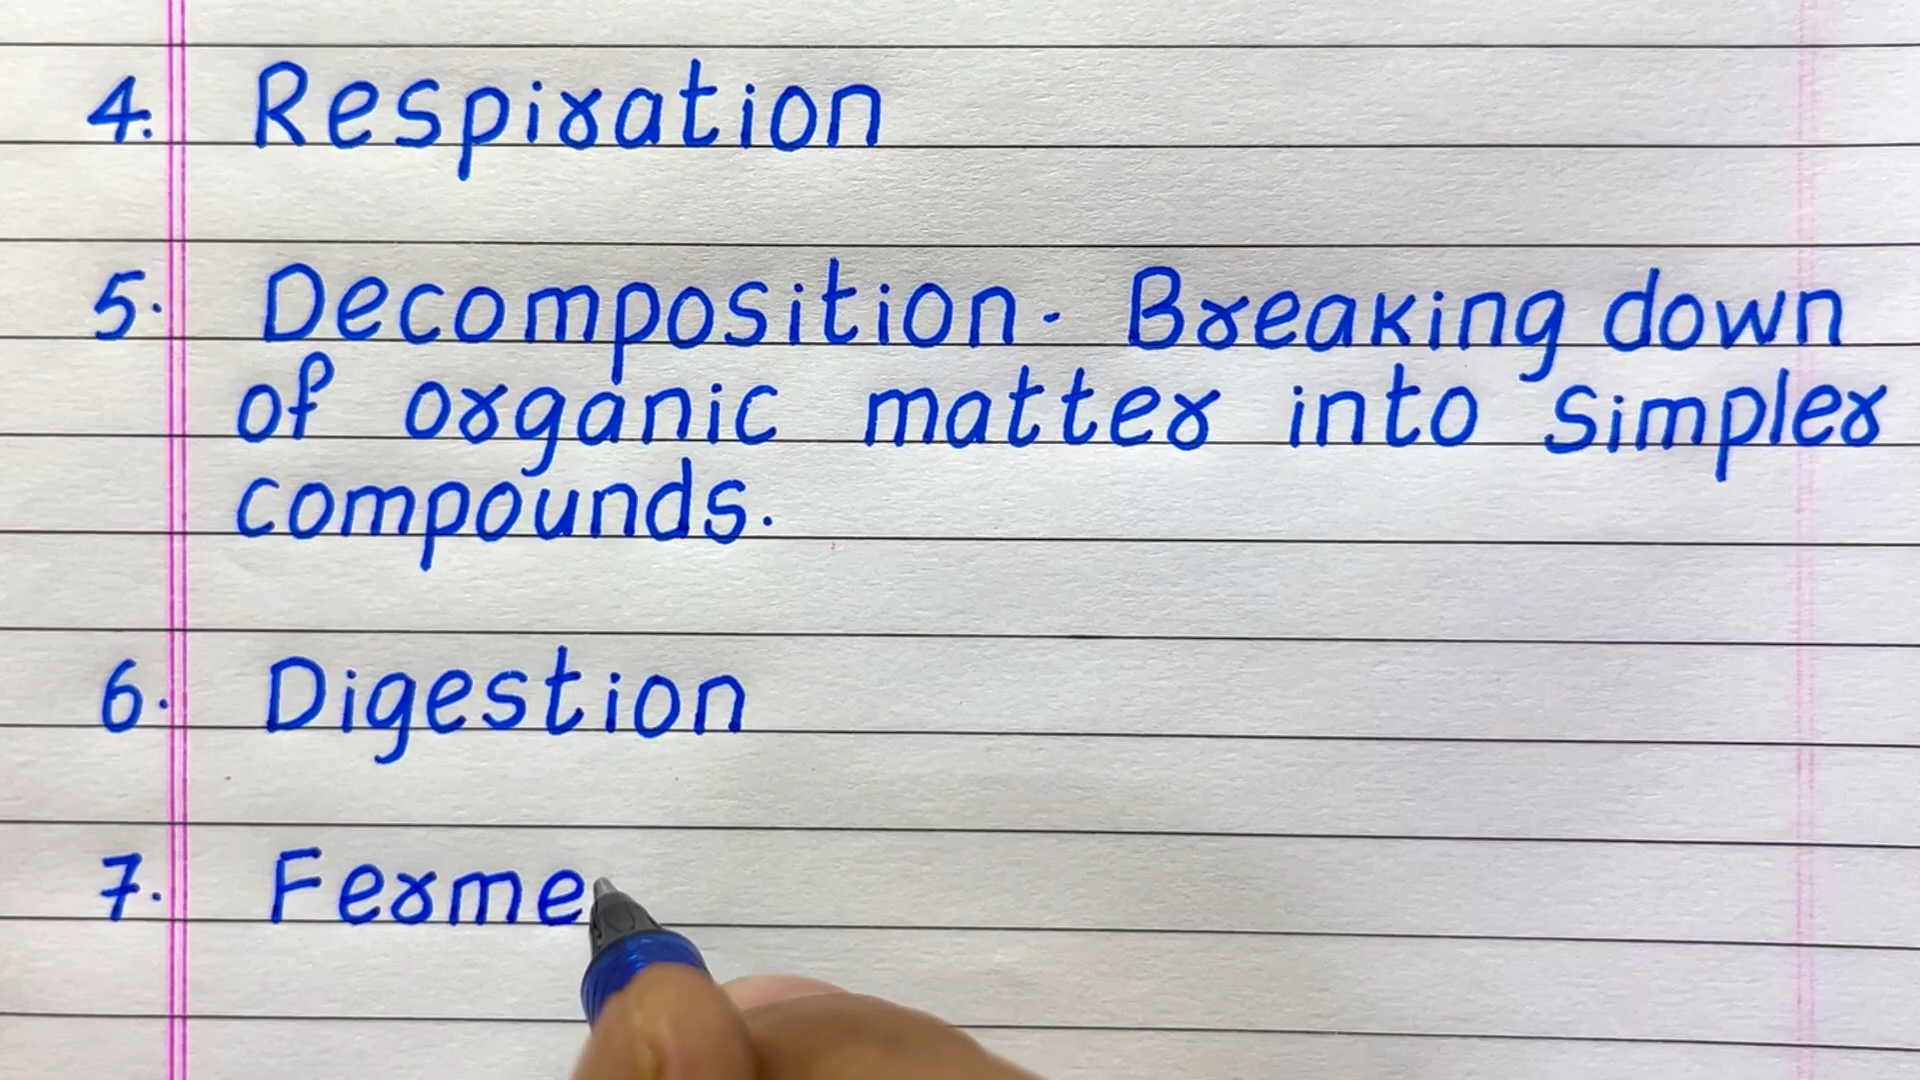 4. Respiration
5. Decomposition - Breaking down
of organic matter into simpler
compounds.
6. Digestion
7. Ferme